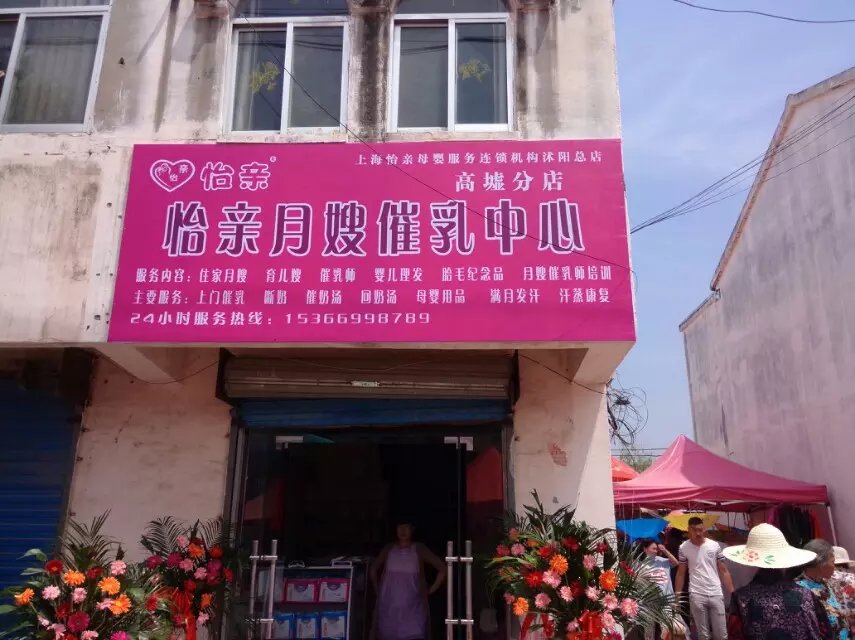 怡亲 怡亲®
上海怡亲母婴服务连锁机构沭阳总店
高墟分店
怡亲月嫂催乳中心
服务内容：住家月嫂 育儿嫂 催乳师 婴儿理发 胎毛纪念品 月嫂催乳师培训
主要服务：上门催乳 断奶 催奶汤 回奶汤 母婴用品 满月发汗 汗蒸康复
24小时服务热线：15366998789